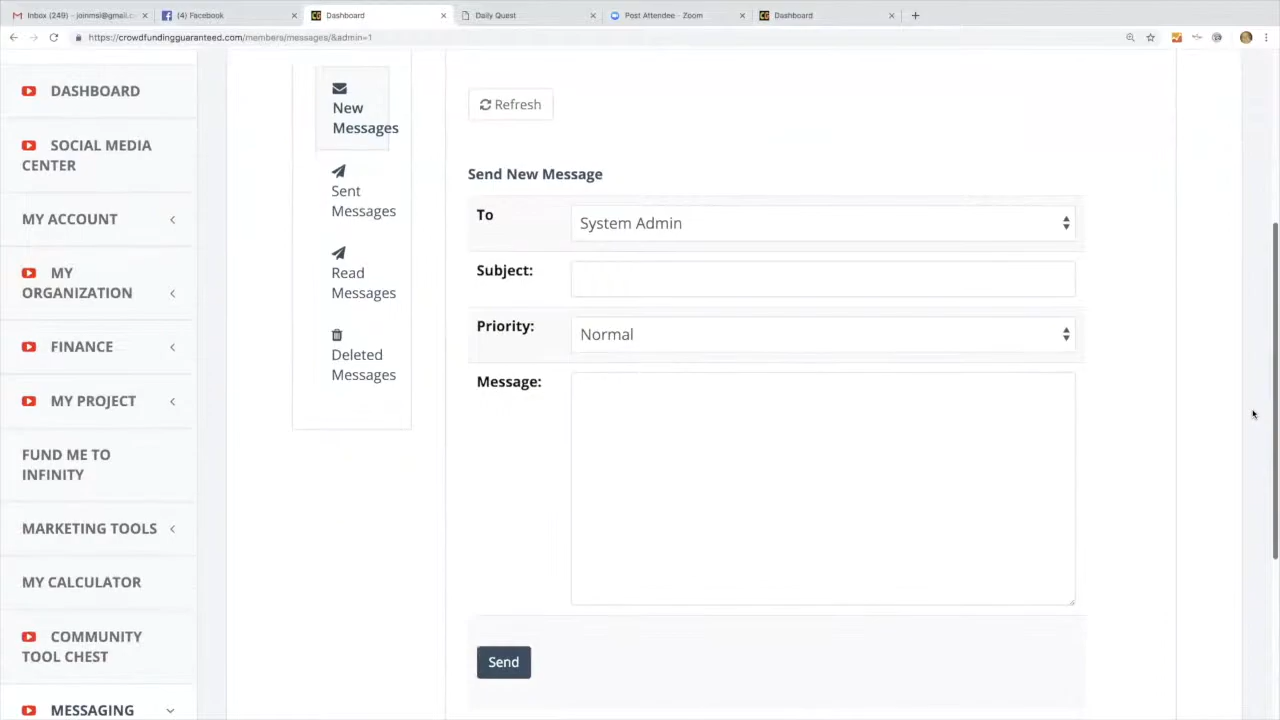 Inbox (249) – joinmsi@gmail.c
(4) Facebook
Dashboard
Daily Quest
Post Attendee - Zoom
Dashboard
https://crowdfundingguaranteed.com/members/messages/&admin=1
DASHBOARD
SOCIAL MEDIA
CENTER
MY ACCOUNT
MY
ORGANIZATION
FINANCE
MY PROJECT
FUND ME TO
INFINITY
MARKETING TOOLS
MY CALCULATOR
COMMUNITY
TOOL CHEST
MESSAGING
New
Messages
Sent
Messages
Read
Messages
Deleted
Messages
Refresh
Send New Message
To
System Admin
Subject:
Priority:
Normal
Message:
Send